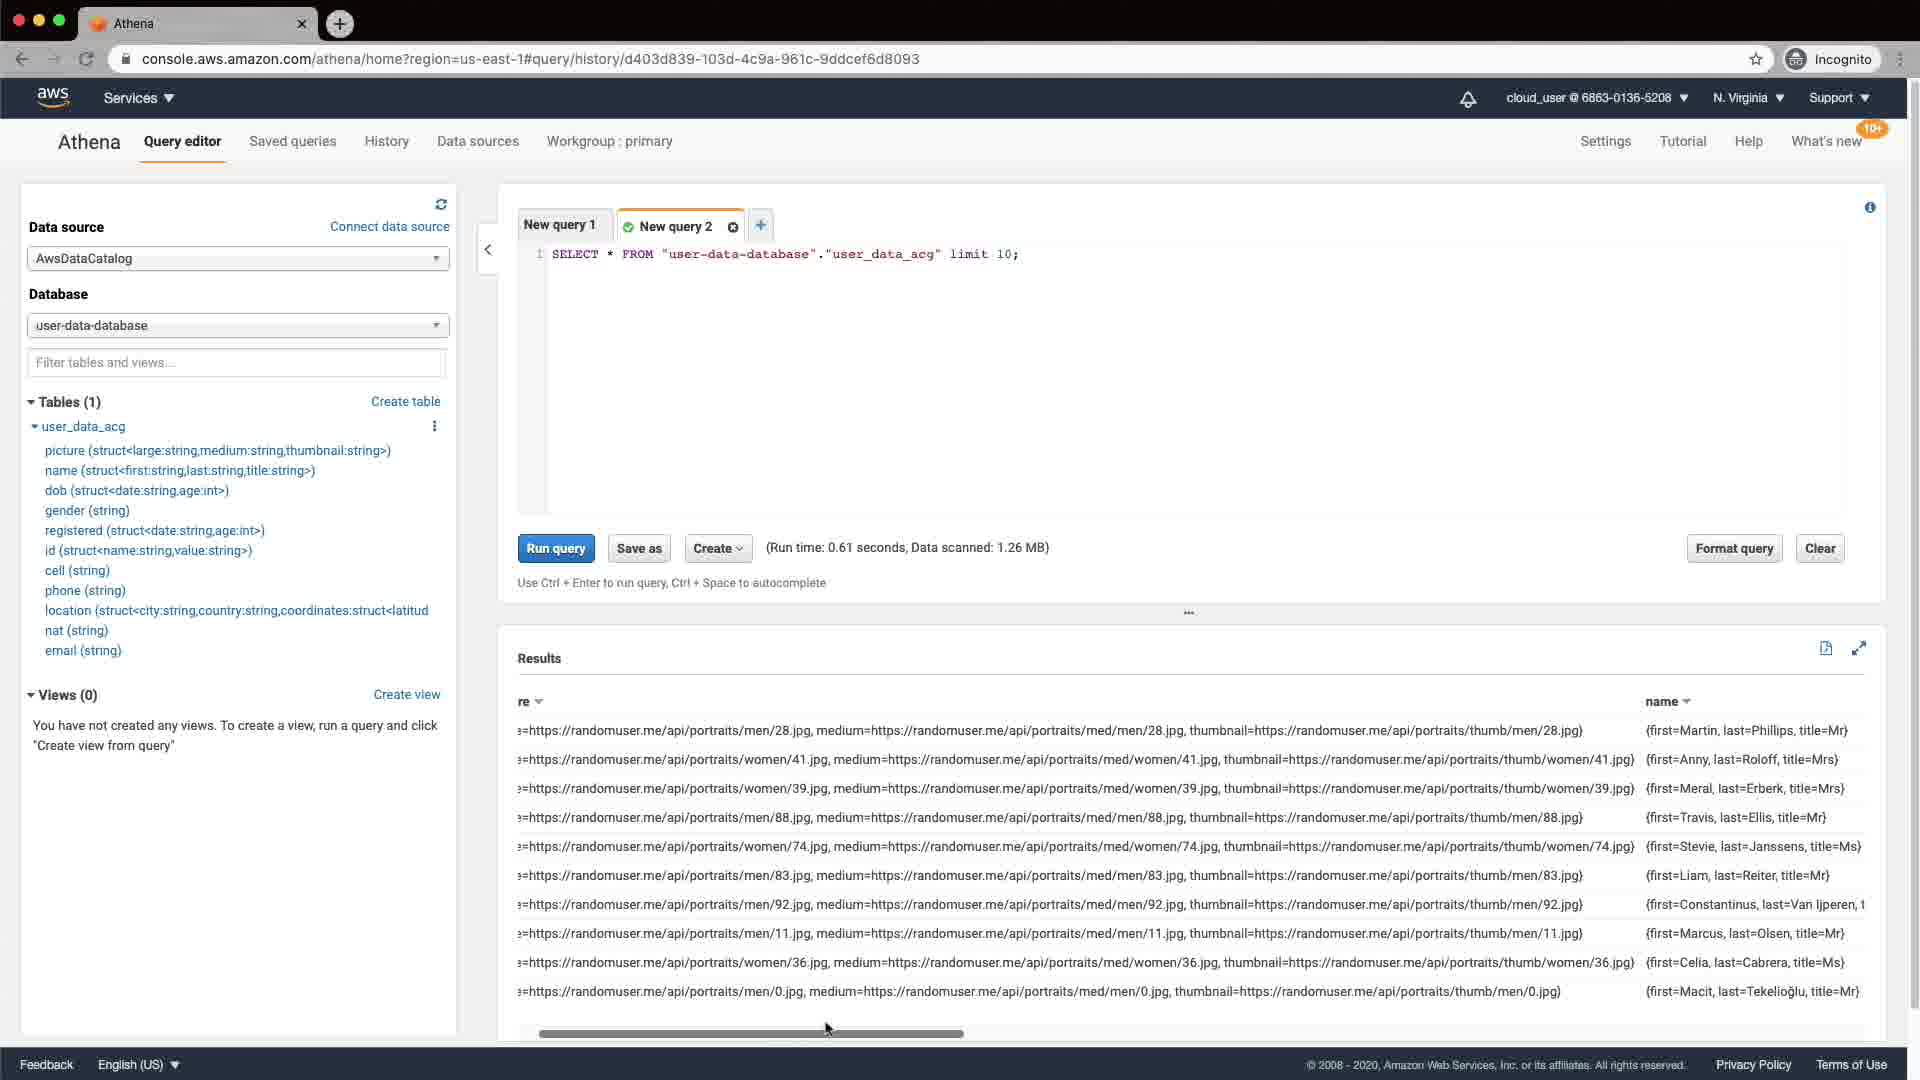 Athena
console.aws.amazon.com/athena/home?region=us-east-1#query/history/d403d839-103d-4c9a-961c-9ddcef6d8093
Incognito
aws
Services
cloud_user @ 6863-0136-5208
N. Virginia
Support
Athena
Query editor
Saved queries
History
Data sources
Workgroup : primary
Settings
Tutorial
Help
What's new
10+
Data source
Connect data source
AwsDataCatalog
Database
user-data-database
Filter tables and views...
Tables (1)
Create table
user_data_acg
picture (struct<large:string,medium:string,thumbnail:string>)
name (struct<first:string,last:string,title:string>)
dob (struct<date:string,age:int>)
gender (string)
registered (struct<date:string,age:int>)
id (struct<name:string,value:string>)
cell (string)
phone (string)
location (struct<city:string,country:string,coordinates:struct<latitud
nat (string)
email (string)
Views (0)
Create view
You have not created any views. To create a view, run a query and click
"Create view from query"
New query 1
New query 2
1 SELECT * FROM "user-data-database"."user_data_acg" limit 10;
Run query
Save as
Create
(Run time: 0.61 seconds, Data scanned: 1.26 MB)
Format query
Clear
Use Ctrl + Enter to run query, Ctrl + Space to autocomplete
Results
re
name
=https://randomuser.me/api/portraits/men/28.jpg, medium=https://randomuser.me/api/portraits/med/men/28.jpg, thumbnail=https://randomuser.me/api/portraits/thumb/men/28.jpg} {first=Martin, last=Phillips, title=Mr}
=https://randomuser.me/api/portraits/women/41.jpg, medium=https://randomuser.me/api/portraits/med/women/41.jpg, thumbnail=https://randomuser.me/api/portraits/thumb/women/41.jpg} {first=Anny, last=Roloff, title=Mrs}
=https://randomuser.me/api/portraits/women/39.jpg, medium=https://randomuser.me/api/portraits/med/women/39.jpg, thumbnail=https://randomuser.me/api/portraits/thumb/women/39.jpg} {first=Meral, last=Erberk, title=Mrs}
=https://randomuser.me/api/portraits/men/88.jpg, medium=https://randomuser.me/api/portraits/med/men/88.jpg, thumbnail=https://randomuser.me/api/portraits/thumb/men/88.jpg} {first=Travis, last=Ellis, title=Mr}
=https://randomuser.me/api/portraits/women/74.jpg, medium=https://randomuser.me/api/portraits/med/women/74.jpg, thumbnail=https://randomuser.me/api/portraits/thumb/women/74.jpg} {first=Stevie, last=Janssens, title=Ms}
=https://randomuser.me/api/portraits/men/83.jpg, medium=https://randomuser.me/api/portraits/med/men/83.jpg, thumbnail=https://randomuser.me/api/portraits/thumb/men/83.jpg} {first=Liam, last=Reiter, title=Mr}
=https://randomuser.me/api/portraits/men/92.jpg, medium=https://randomuser.me/api/portraits/med/men/92.jpg, thumbnail=https://randomuser.me/api/portraits/thumb/men/92.jpg} {first=Constantinus, last=Van Ijperen, t
=https://randomuser.me/api/portraits/men/11.jpg, medium=https://randomuser.me/api/portraits/med/men/11.jpg, thumbnail=https://randomuser.me/api/portraits/thumb/men/11.jpg} {first=Marcus, last=Olsen, title=Mr}
=https://randomuser.me/api/portraits/women/36.jpg, medium=https://randomuser.me/api/portraits/med/women/36.jpg, thumbnail=https://randomuser.me/api/portraits/thumb/women/36.jpg} {first=Celia, last=Cabrera, title=Ms}
=https://randomuser.me/api/portraits/men/0.jpg, medium=https://randomuser.me/api/portraits/med/men/0.jpg, thumbnail=https://randomuser.me/api/portraits/thumb/men/0.jpg} {first=Macit, last=Tekelioğlu, title=Mr}
Feedback
English (US)
© 2008 - 2020, Amazon Web Services, Inc. or its affiliates. All rights reserved.
Privacy Policy
Terms of Use